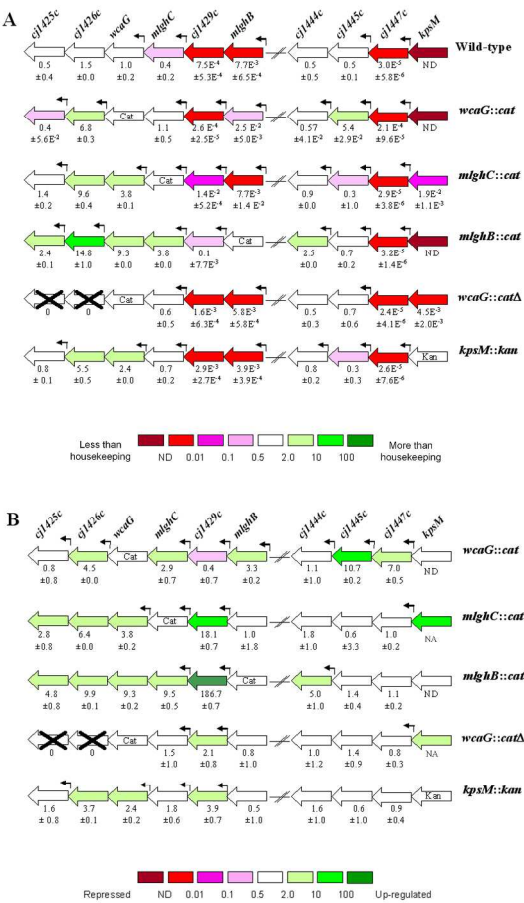 A
cj1425c cj1426c wcaG mlghC cj1429c mlghB cj1444c cj1445c cj1447c kpsM
Wild-type
0.5 1.5 1.0 0.4 7.5E-4 7.7E-3 0.5 0.5 3.0E-5 ND
±0.4 ±0.0 ±0.2 ±0.2 ±5.3E-4 ±6.5E-4 ±0.5 ±0.1 ±5.8E-6
wcaG::cat
Cat
0.4 6.8 1.1 2.6E-4 2.5E-2 0.57 5.4 2.1E-4 ND
±5.6E-2 ±0.3 ±0.5 ±2.5E-5 ±5.0E-3 ±4.1E-2 ±2.9E-2 ±9.6E-5
mlghC::cat
Cat
1.4 9.6 3.8 1.4E-2 7.7E-3 0.9 0.3 2.9E-5 1.9E-2
±0.2 ±0.4 ±0.1 ±5.2E-4 ±1.4E-2 ±0.0 ±1.0 ±3.8E-6 ±1.1E-3
mlghB::cat
Cat
2.4 14.8 9.3 3.8 0.1 2.5 0.7 3.2E-5 ND
±0.1 ±1.0 ±0.0 ±0.0 ±7.7E-3 ±0.0 ±0.2 ±1.4E-6
wcaG::catΔ
Cat
0 0 0.6 1.6E-3 5.8E-3 0.5 0.7 2.4E-5 4.5E-3
±0.5 ±6.3E-4 ±5.8E-4 ±0.3 ±0.6 ±4.1E-6 ±2.0E-3
kpsM::kan
Kan
0.8 5.5 2.4 0.7 2.9E-3 3.9E-3 0.8 0.3 2.6E-5
± 0.1 ±0.5 ±0.0 ±0.2 ±2.7E-4 ±3.9E-4 ±0.2 ±0.3 ±7.6E-6
Less than housekeeping
More than housekeeping
ND 0.01 0.1 0.5 2.0 10 100
B
cj1425c cj1426c wcaG mlghC cj1429c mlghB cj1444c cj1445c cj1447c kpsM
wcaG::cat
Cat
0.8 4.5 2.9 0.4 3.3 1.1 10.7 7.0 ND
±0.8 ±0.0 ±0.7 ±0.7 ±0.2 ±1.0 ±0.2 ±0.5
mlghC::cat
Cat
2.8 6.4 3.8 18.1 1.0 1.8 0.6 1.0 NA
±0.8 ±0.0 ±0.2 ±0.7 ±1.8 ±1.0 ±3.3 ±0.2
mlghB::cat
Cat
4.8 9.9 9.3 9.5 186.7 5.0 1.4 1.1 ND
±0.8 ±0.1 ±0.2 ±0.5 ±0.7 ±1.0 ±0.4 ±0.2
wcaG::catΔ
Cat
0 0 1.5 2.1 0.8 1.0 1.4 0.8 NA
±1.0 ±0.8 ±1.0 ±1.2 ±0.9 ±0.3
kpsM::kan
Kan
1.6 3.7 2.4 1.8 3.9 0.5 1.6 0.6 0.9
± 0.8 ±0.1 ±0.2 ±0.6 ±0.7 ±1.0 ±1.0 ±1.0 ±0.4
Repressed ND 0.01 0.1 0.5 2.0 10 100 Up-regulated